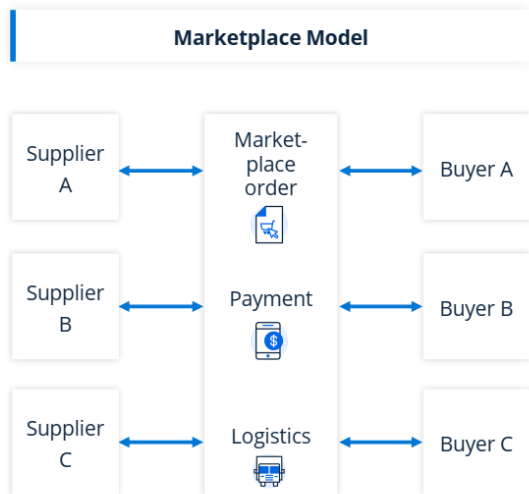 Marketplace Model
Supplier
A
Market-
place
order
Buyer A
Supplier
B
Payment
$
Buyer B
Supplier
C
Logistics
Buyer C